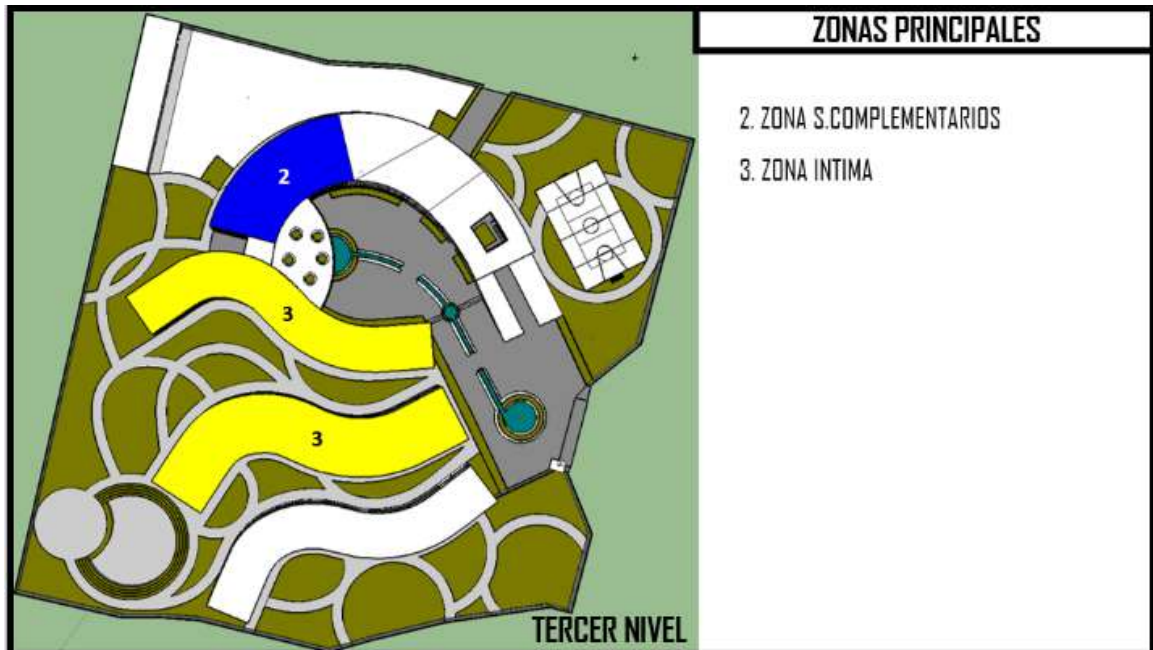 ZONAS PRINCIPALES
2. ZONA S.COMPLEMENTARIOS
3. ZONA INTIMA
2
3
3
TERCER NIVEL